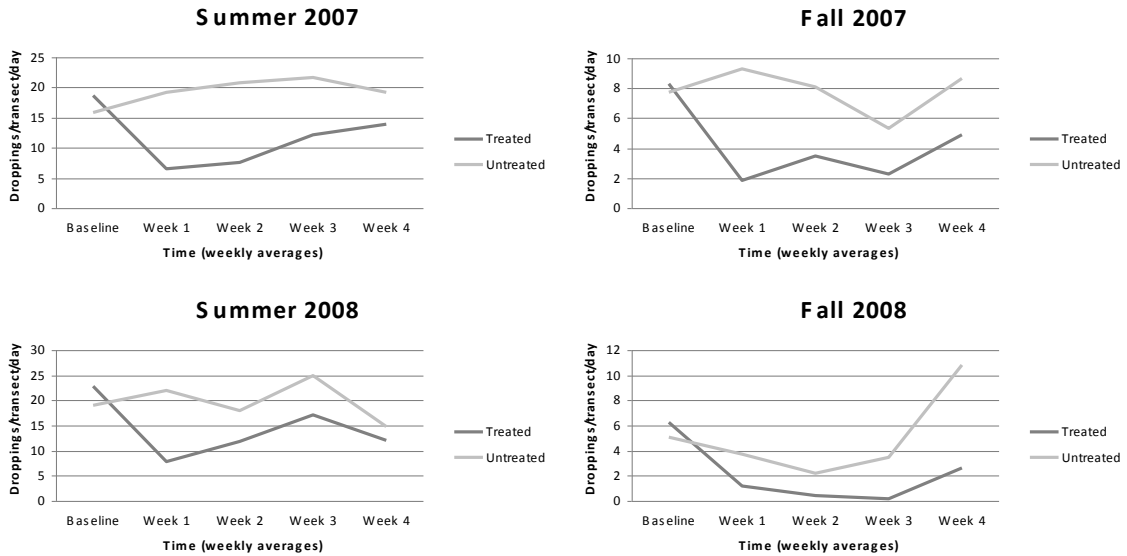 Summer 2007
Droppings/transect/day
25
20
15
10
5
0
Baseline Week 1 Week 2 Week 3 Week 4
Time (weekly averages)
Treated
Untreated
Fall 2007
Droppings/transect/day
10
8
6
4
2
0
Baseline Week 1 Week 2 Week 3 Week 4
Time (weekly averages)
Treated
Untreated
Summer 2008
Droppings/transect/day
30
25
20
15
10
5
0
Baseline Week 1 Week 2 Week 3 Week 4
Time (weekly averages)
Treated
Untreated
Fall 2008
Droppings/transect/day
12
10
8
6
4
2
0
Baseline Week 1 Week 2 Week 3 Week 4
Time (weekly averages)
Treated
Untreated